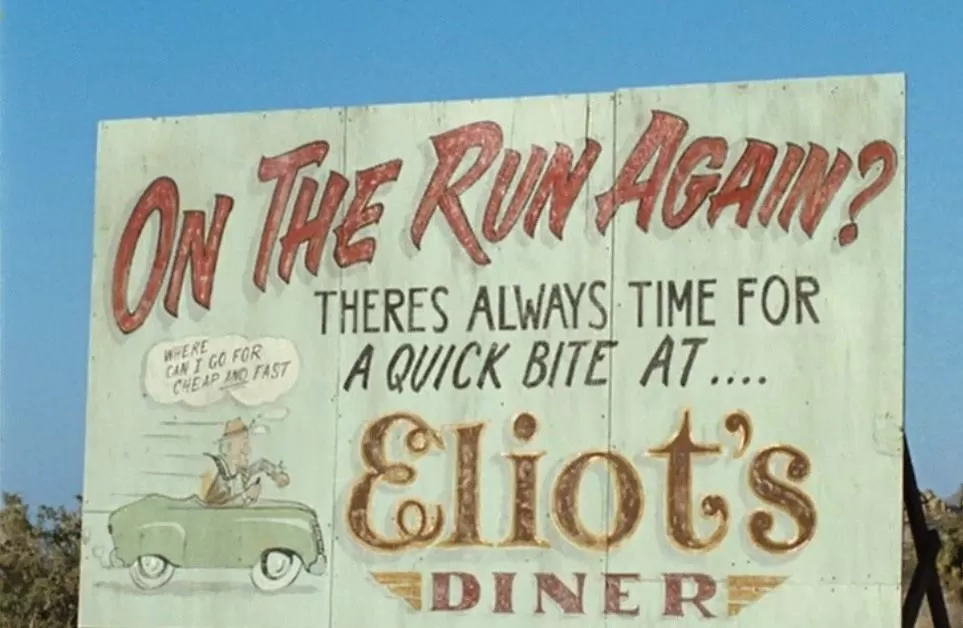 ON THE RUN AGAIN?
THERES ALWAYS TIME FOR
A QUICK BITE AT....
WHERE
CAN I GO FOR
CHEAP AND FAST
Eliot's
DINER